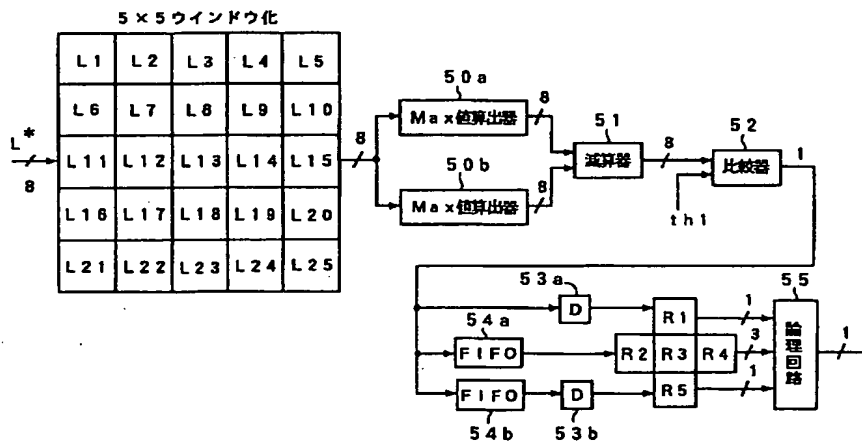 5×5ウインドウ化
L1 L2 L3 L4 L5
L6 L7 L8 L9 L10
L11 L12 L13 L14 L15
L16 L17 L18 L19 L20
L21 L22 L23 L24 L25
L*
8
8
50a
Max値算出器
8
50b
Max値算出器
8
51
減算器
8
52
比較器
1
th1
53a
D
54a
FIFO
FIFO
54b
D
53b
R1
R2 R3 R4
R5
1
3
1
55
論理回路
1